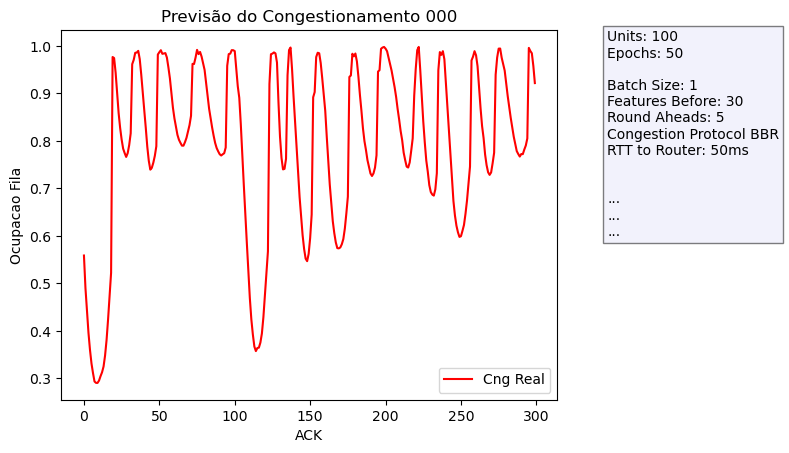 Previsão do Congestionamento 000
Ocupacao Fila
1.0
0.9
0.8
0.7
0.6
0.5
0.4
0.3
0
50
100
150
200
250
300
ACK
Cng Real
Units: 100
Epochs: 50
Batch Size: 1
Features Before: 30
Round Aheads: 5
Congestion Protocol BBR
RTT to Router: 50ms
...
...
...